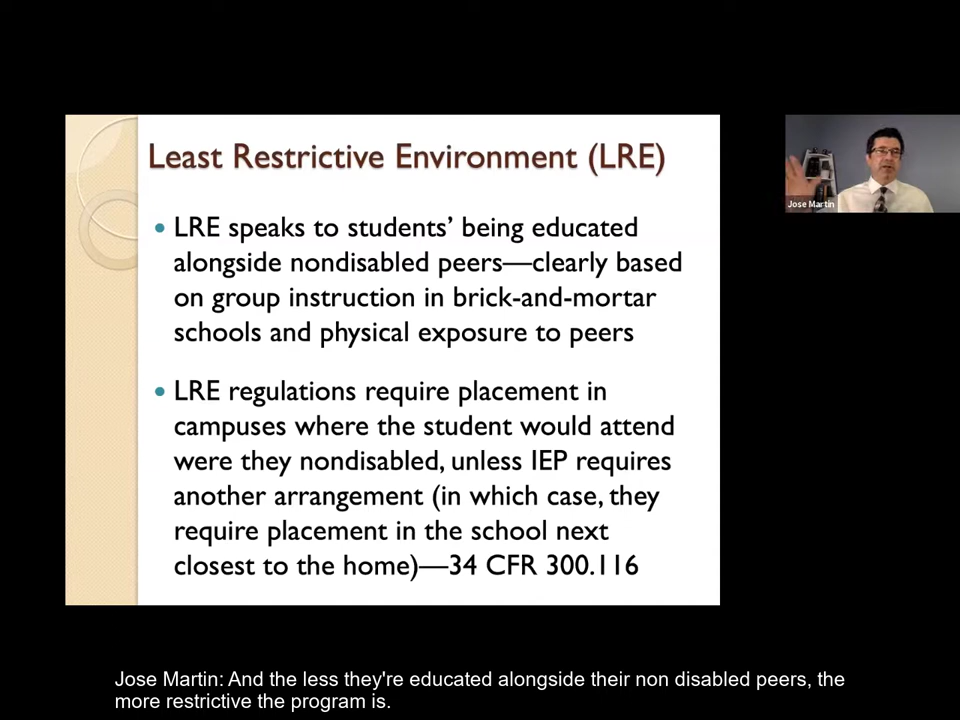 Least Restrictive Environment (LRE)
• LRE speaks to students’ being educated
alongside nondisabled peers—clearly based
on group instruction in brick-and-mortar
schools and physical exposure to peers
• LRE regulations require placement in
campuses where the student would attend
were they nondisabled, unless IEP requires
another arrangement (in which case, they
require placement in the school next
closest to the home)—34 CFR 300.116
Jose Martin
Jose Martin: And the less they're educated alongside their non disabled peers, the
more restrictive the program is.